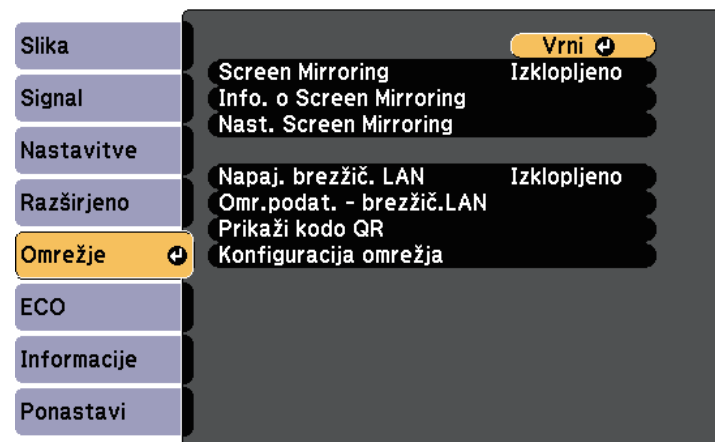 Slika
Signal
Nastavitve
Razširjeno
Omrežje
ECO
Informacije
Ponastavi
Vrni
Screen Mirroring Izklopljeno
Info. o Screen Mirroring
Nast. Screen Mirroring
Napaj. brezžič. LAN Izklopljeno
Omr.podat. - brezžič.LAN
Prikaži kodo QR
Konfiguracija omrežja